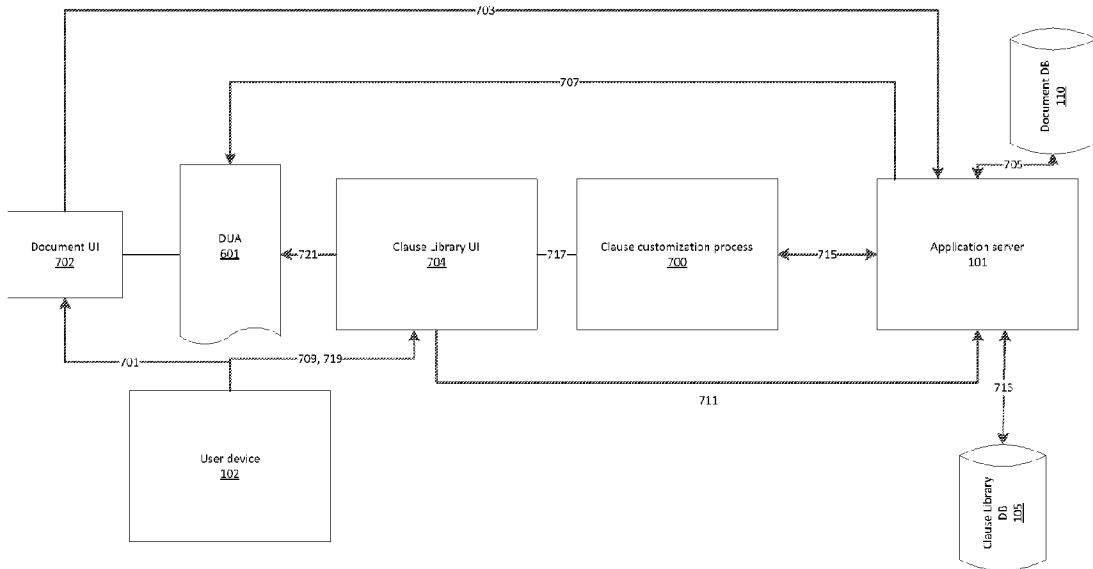 703
707
Document DB
110
705
Document UI
702
DUA
601
721
Clause Library UI
704
717
Clause customization process
700
715
Application server
101
701
709, 719
711
713
User device
102
Clause Library
DB
105